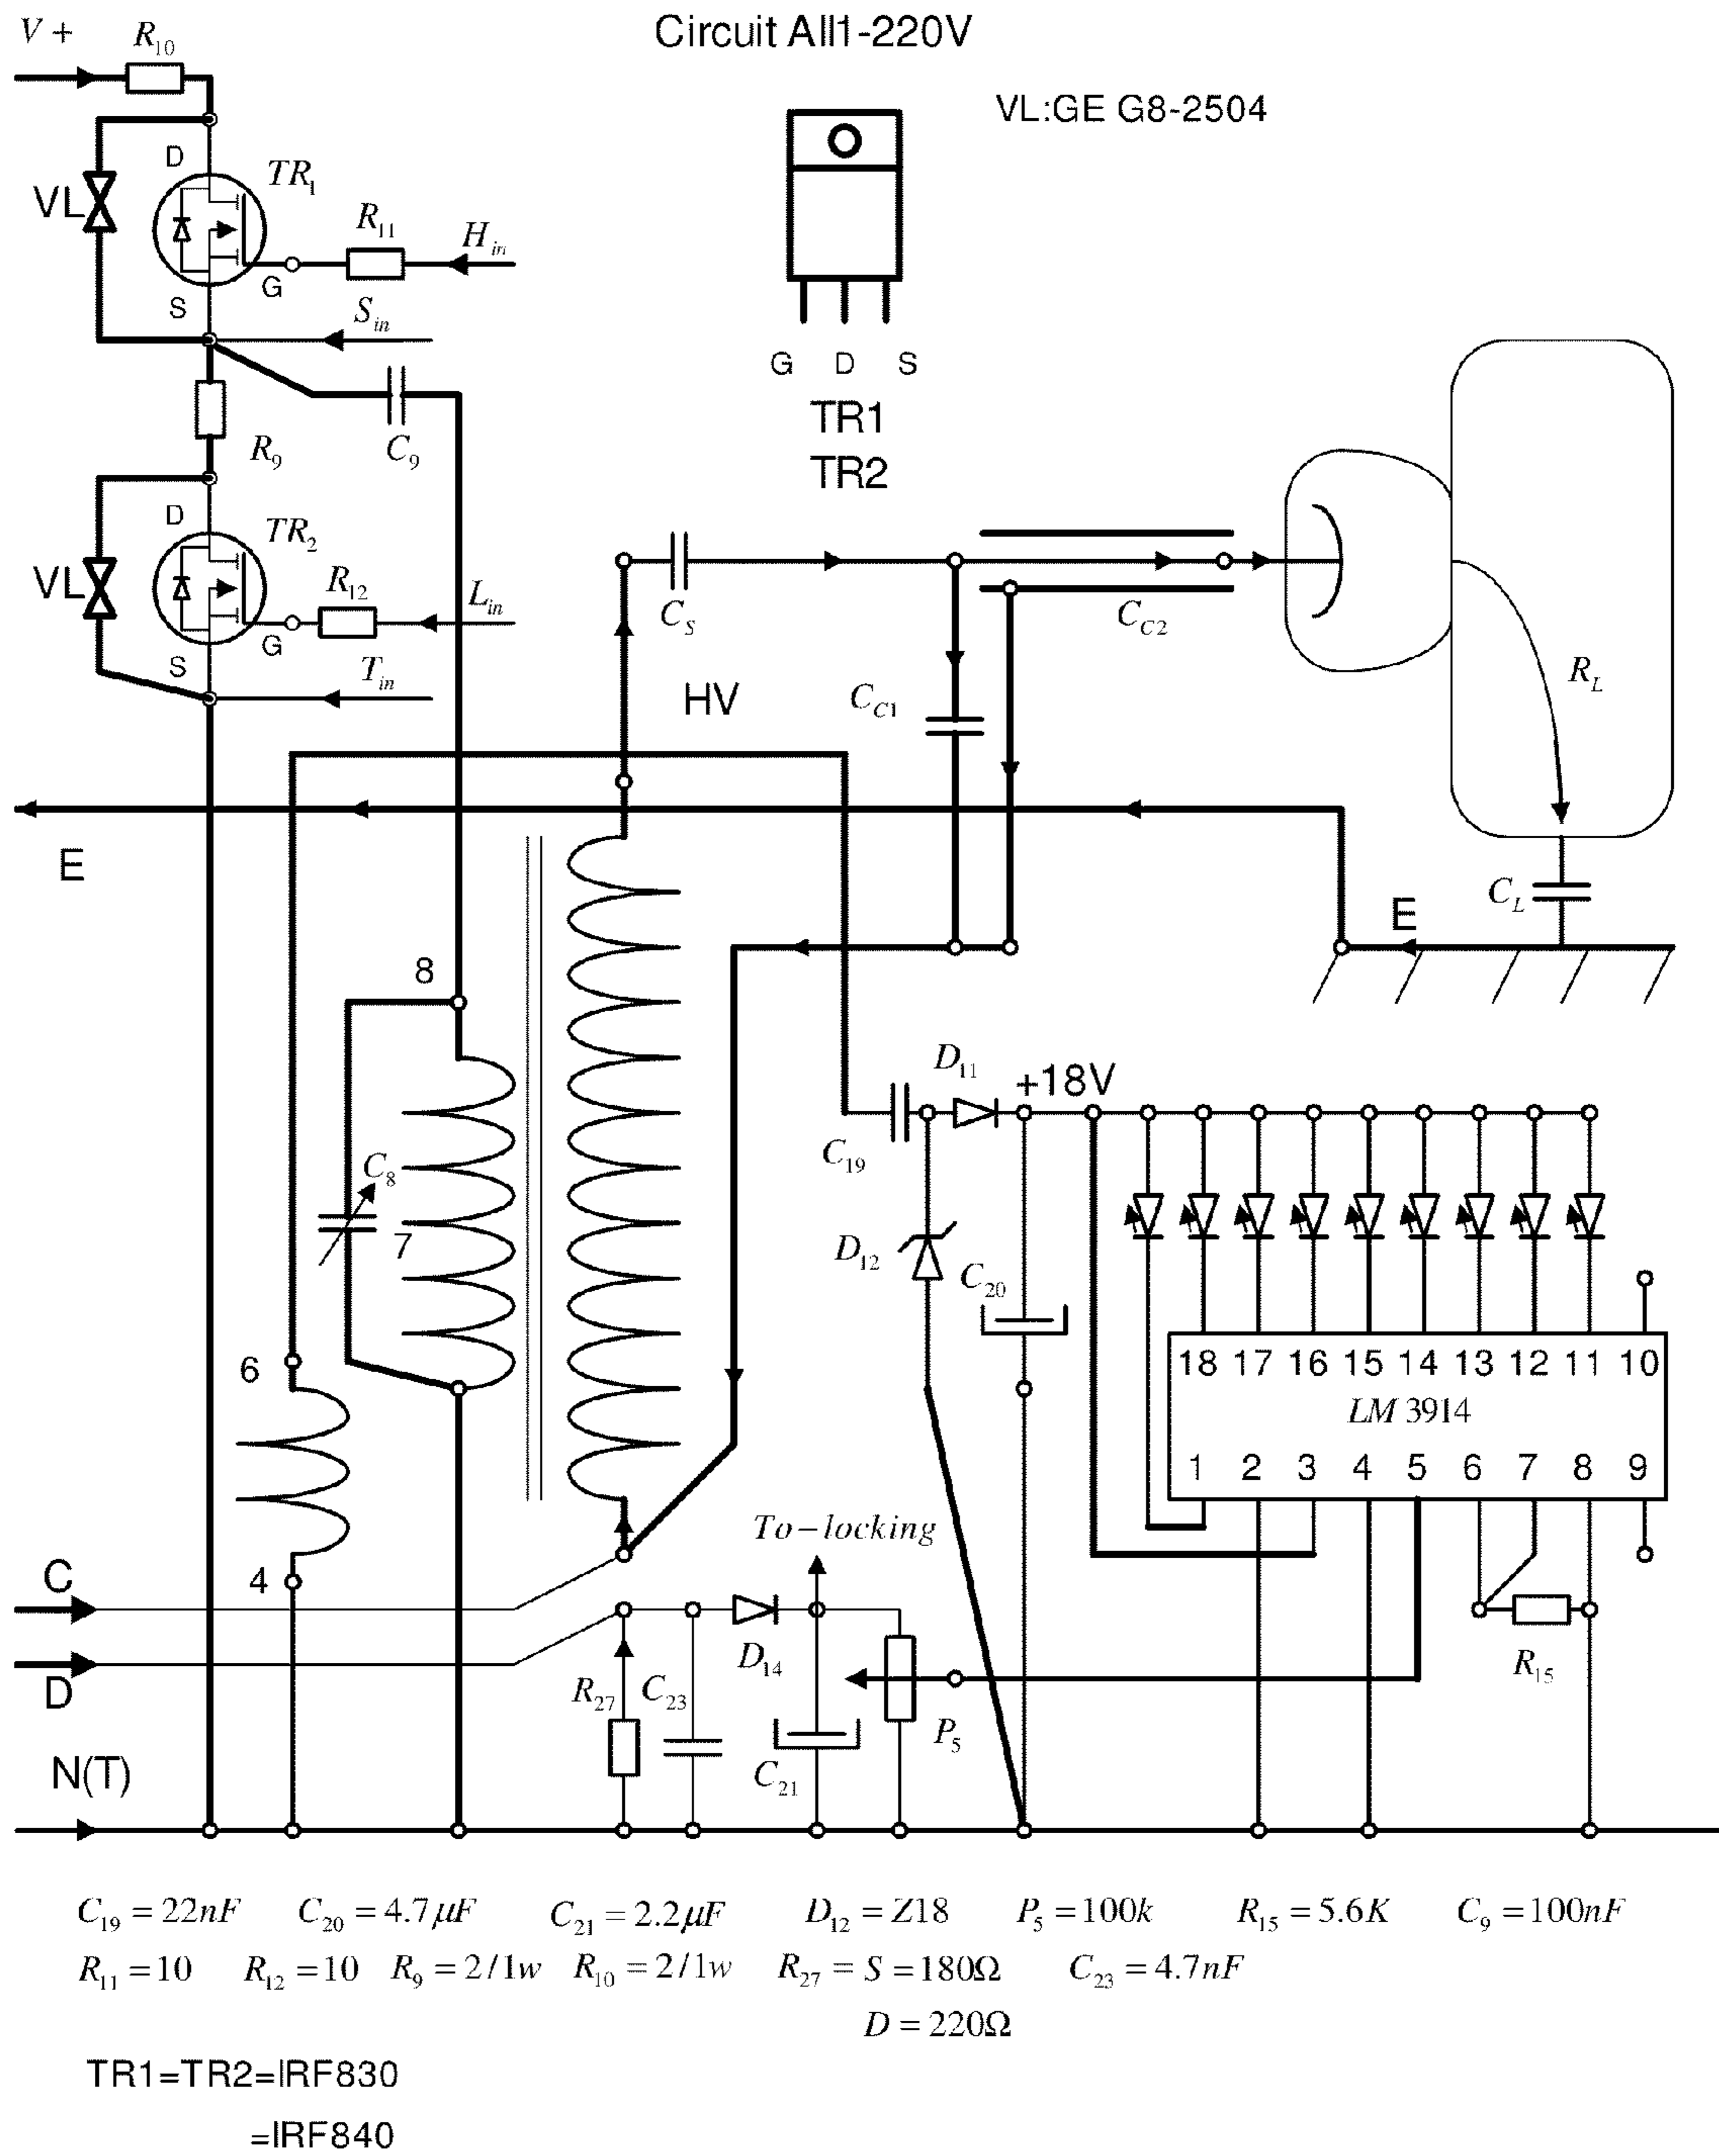 Circuit All1-220V
V +
R10
VL:GE G8-2504
D
TR1
VL
R11
Hin
G
S
Sin
G D S
TR1
TR2
R9
C9
D
TR2
VL
R12
Lin
G
S
Tin
CS
CC2
RL
HV
CC1
E
CL
E
8
D11
+18V
C19
C8
7
D12
C20
6
18 17 16 15 14 13 12 11 10
LM 3914
1 2 3 4 5 6 7 8 9
To-locking
4
C
D
D14
R27
C23
R15
P5
C21
N(T)
C19 = 22nF C20 = 4.7μF C21 = 2.2μF D12 = Z18 P5 = 100k R15 = 5.6K C9 = 100nF
R11 = 10 R12 = 10 R9 = 2/1w R10 = 2/1w R27 = S = 180Ω C23 = 4.7nF
D = 220Ω
TR1=TR2=IRF830
=IRF840